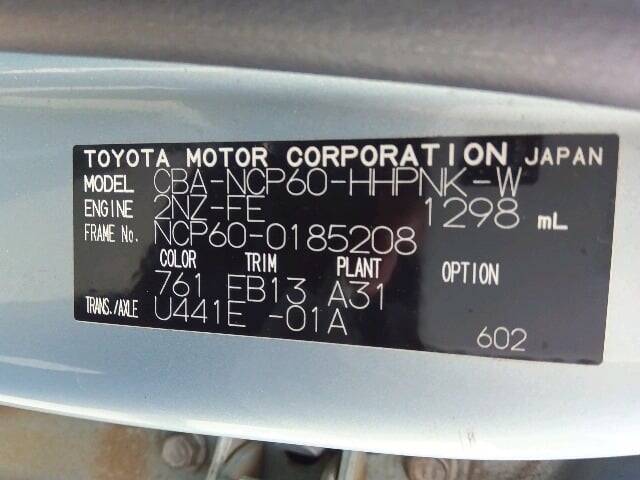 TOYOTA MOTOR CORPORATION JAPAN
MODEL CBA-NCP60-HHPNK-W
ENGINE 2NZ-FE 1298 mL
FRAME No. NCP60-0185208
COLOR TRIM PLANT OPTION
761 FB13 A31
TRANS./AXLE U441E -01A
602